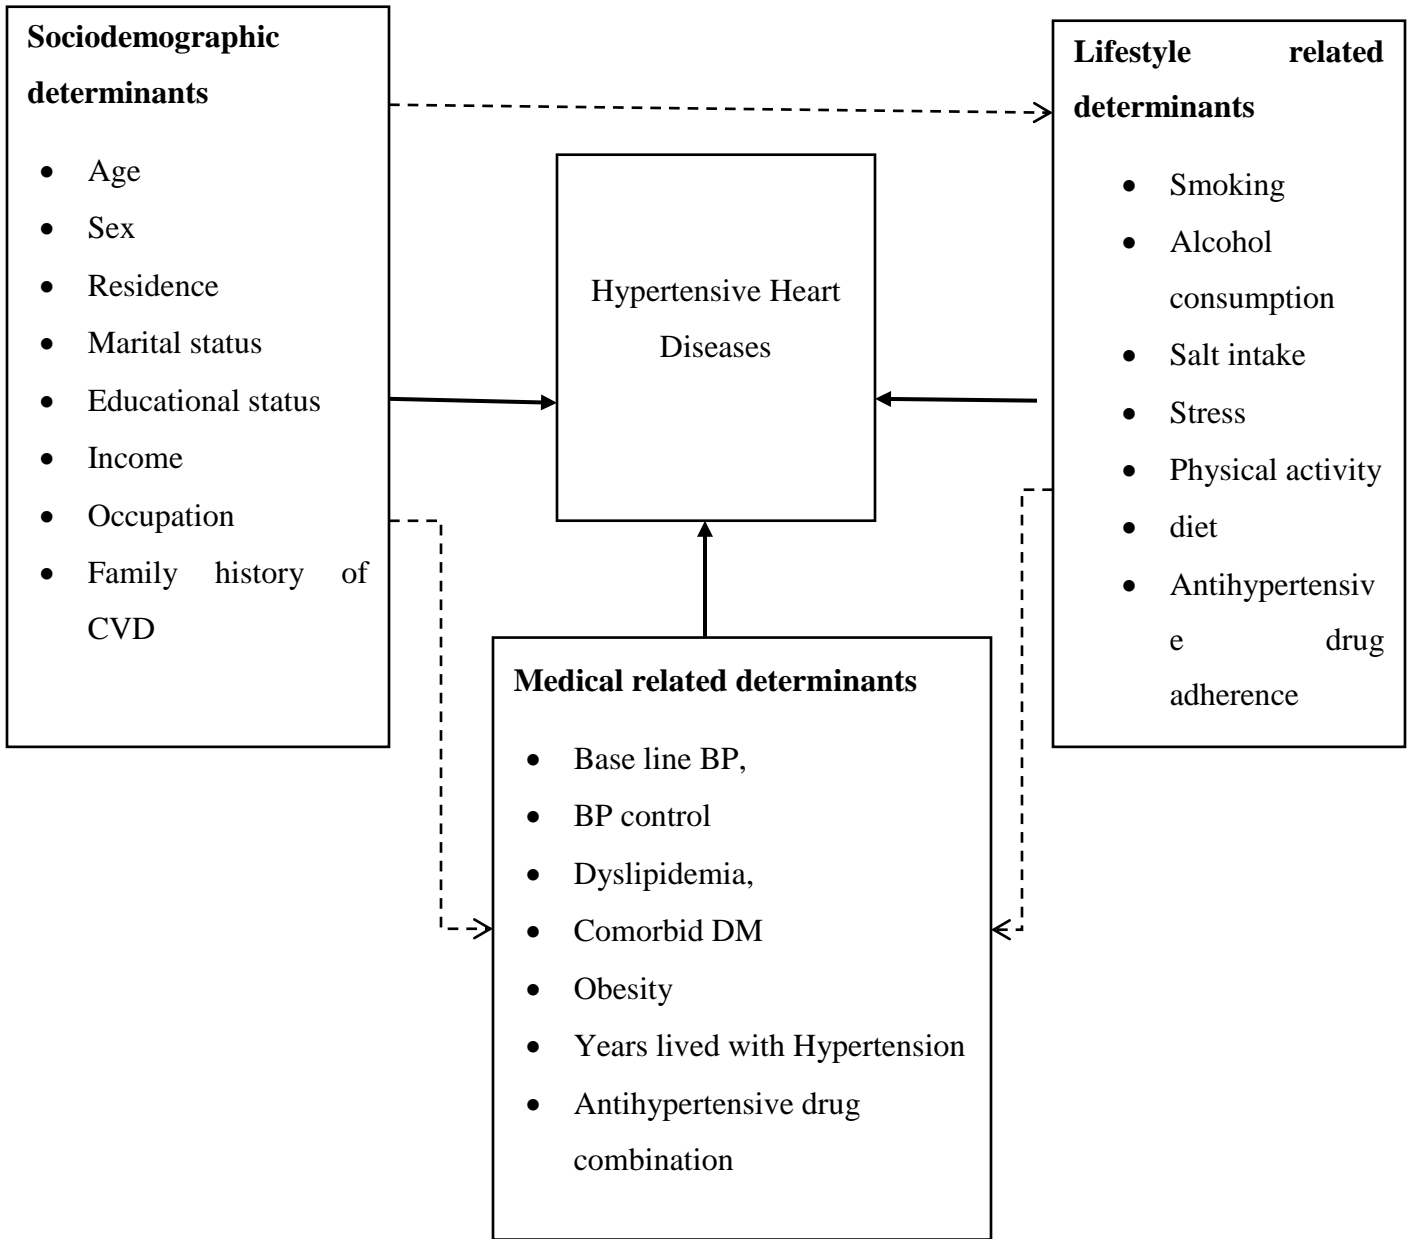 Sociodemographic
determinants
• Age
• Sex
• Residence
• Marital status
• Educational status
• Income
• Occupation
• Family history of
CVD
Hypertensive Heart
Diseases
Lifestyle related
determinants
• Smoking
• Alcohol
consumption
• Salt intake
• Stress
• Physical activity
• diet
• Antihypertensiv
e drug
adherence
Medical related determinants
• Base line BP,
• BP control
• Dyslipidemia,
• Comorbid DM
• Obesity
• Years lived with Hypertension
• Antihypertensive drug
combination